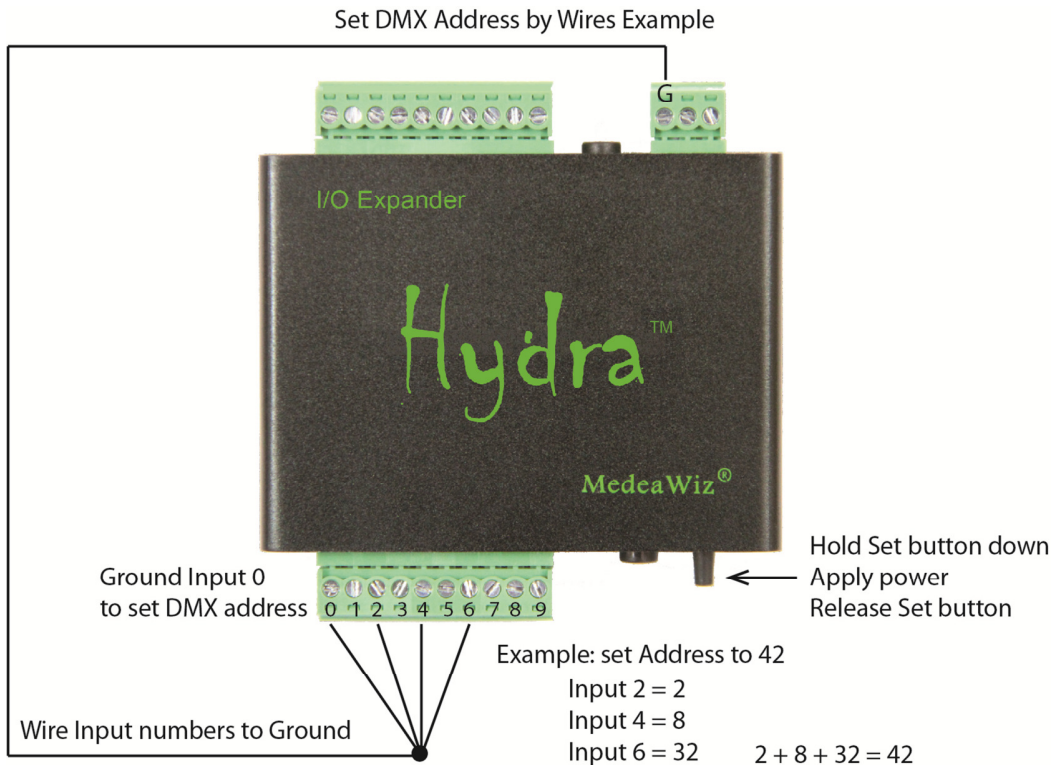 Set DMX Address by Wires Example
G
I/O Expander
Hydra™
MedeaWiz®
Hold Set button down
Apply power
Release Set button
Ground Input 0
to set DMX address
0 1 2 3 4 5 6 7 8 9
Example: set Address to 42
Input 2 = 2
Input 4 = 8
Input 6 = 32
2 + 8 + 32 = 42
Wire Input numbers to Ground